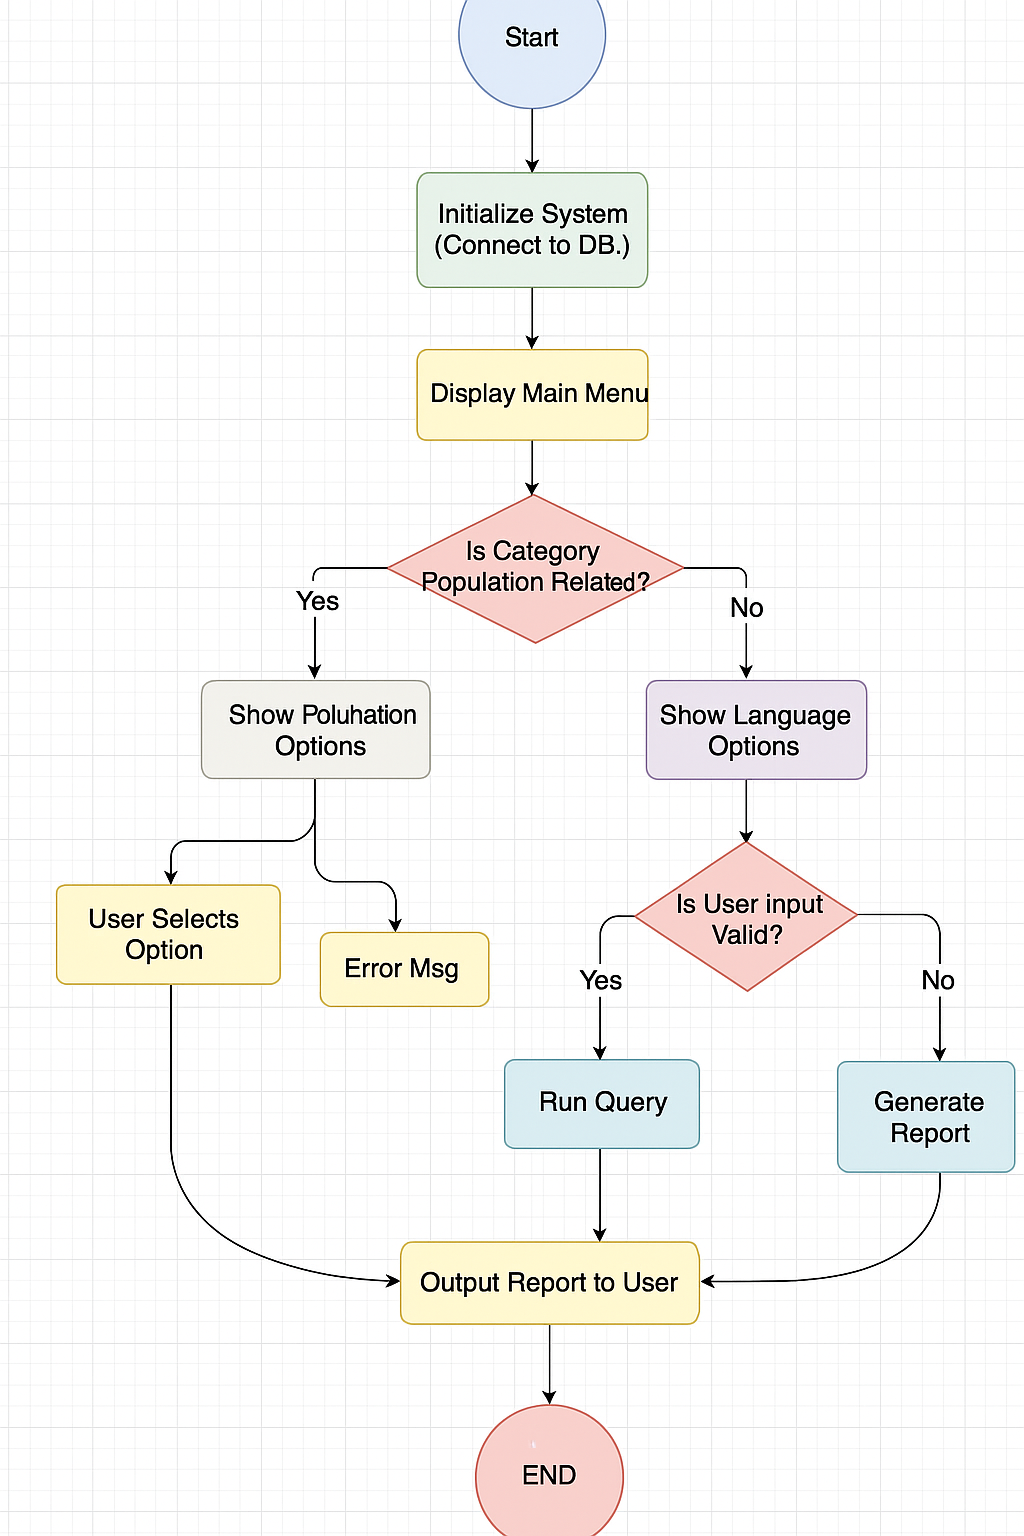 Start
Initialize System
(Connect to DB.)
Display Main Menu
Is Category
Population Related?
Yes
No
Show Poluhation
Options
Show Language
Options
User Selects
Option
Error Msg
Is User input
Valid?
Yes
No
Run Query
Generate
Report
Output Report to User
END